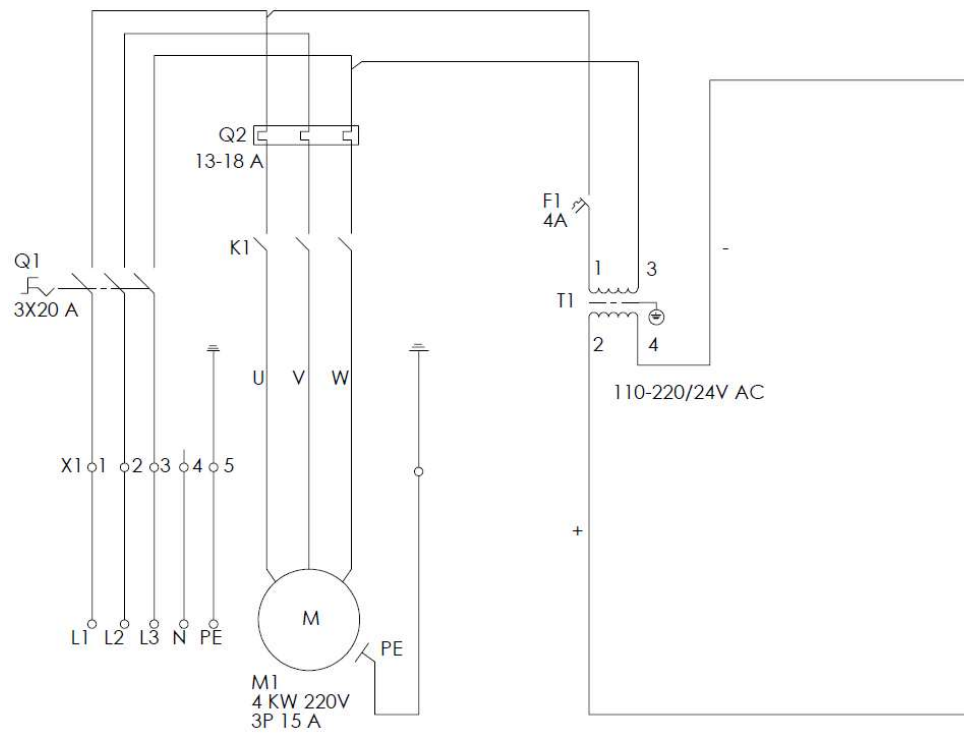 Q2
13-18 A
F1
4A
K1
-
Q1
3X20 A
1 3
T1
2 4
110-220/24V AC
U V W
X1 1 2 3 4 5
+
L1 L2 L3 N PE
M
PE
M1
4 KW 220V
3P 15 A